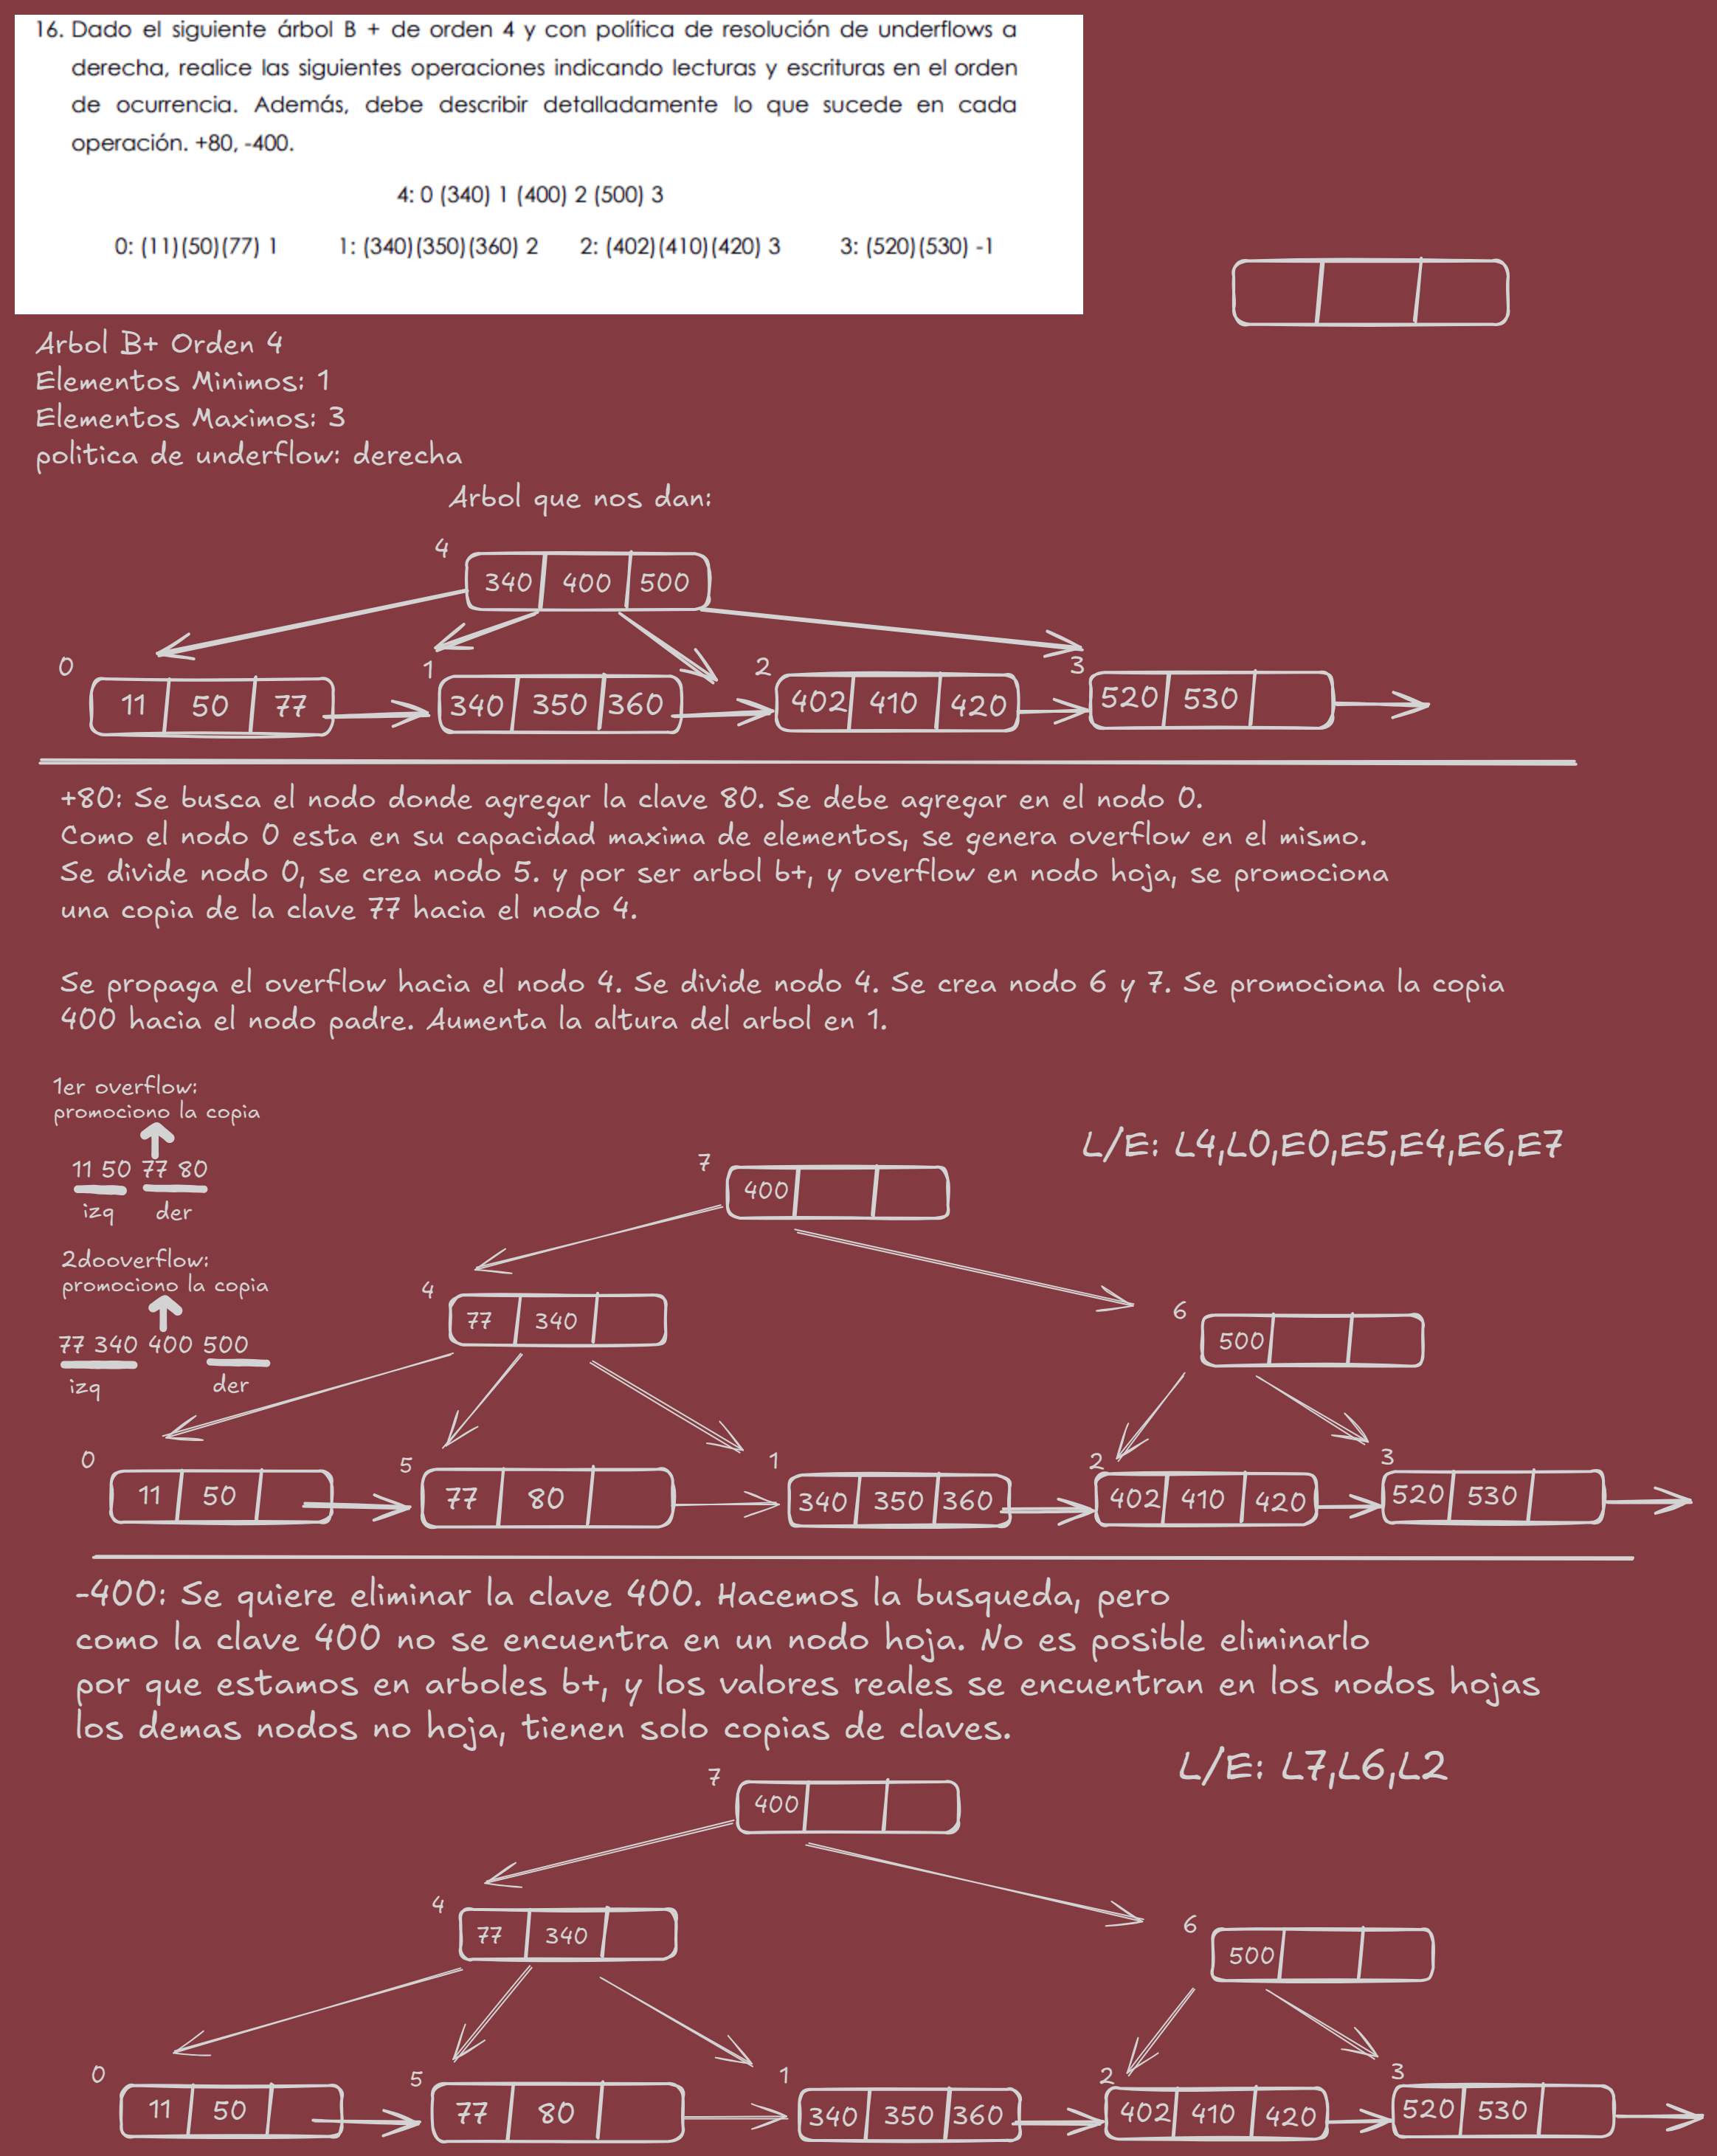 16. Dado el siguiente árbol B + de orden 4 y con política de resolución de underflows a
derecha, realice las siguientes operaciones indicando lecturas y escrituras en el orden
de ocurrencia. Además, debe describir detalladamente lo que sucede en cada
operación. +80, -400.
4: 0 (340) 1 (400) 2 (500) 3
0: (11)(50)(77) 1 1: (340)(350)(360) 2 2: (402)(410)(420) 3 3: (520)(530) -1
Arbol B+ Orden 4
Elementos Minimos: 1
Elementos Maximos: 3
politica de underflow: derecha
Arbol que nos dan:
4
340 400 500
0 1 2 3
11 50 77 340 350 360 402 410 420 520 530
+80: Se busca el nodo donde agregar la clave 80. Se debe agregar en el nodo 0.
Como el nodo 0 esta en su capacidad maxima de elementos, se genera overflow en el mismo.
Se divide nodo 0, se crea nodo 5. y por ser arbol b+, y overflow en nodo hoja, se promociona
una copia de la clave 77 hacia el nodo 4.
Se propaga el overflow hacia el nodo 4. Se divide nodo 4. Se crea nodo 6 y 7. Se promociona la copia
400 hacia el nodo padre. Aumenta la altura del arbol en 1.
1er overflow:
promociono la copia
11 50 77 80
izq der
L/E: L4,L0,E0,E5,E4,E6,E7
7
400
2dooverflow:
promociono la copia
77 340 400 500
izq der
4
77 340
6
500
0 5 1 2 3
11 50 77 80 340 350 360 402 410 420 520 530
-400: Se quiere eliminar la clave 400. Hacemos la busqueda, pero
como la clave 400 no se encuentra en un nodo hoja. No es posible eliminarlo
por que estamos en arboles b+, y los valores reales se encuentran en los nodos hojas
los demas nodos no hoja, tienen solo copias de claves.
L/E: L7,L6,L2
7
400
4
77 340
6
500
0 5 1 2 3
11 50 77 80 340 350 360 402 410 420 520 530